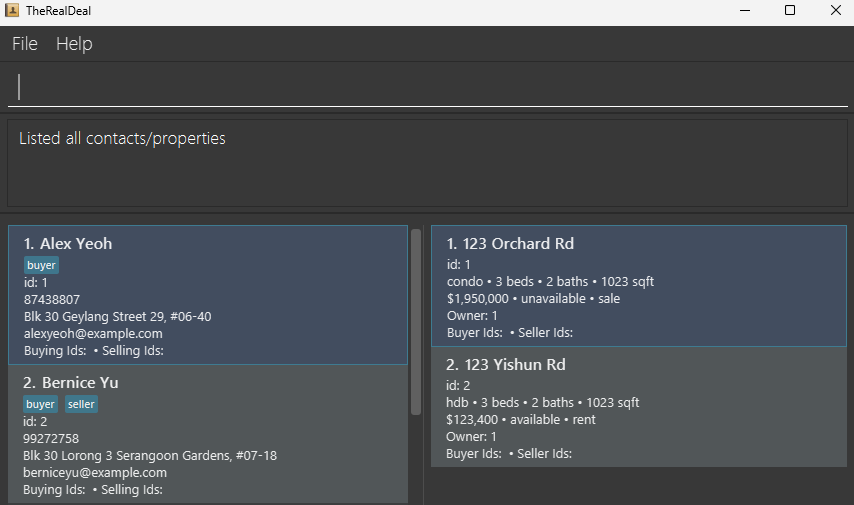 TheRealDeal
File Help
Listed all contacts/properties
1. Alex Yeoh
buyer
id: 1
87438807
Blk 30 Geylang Street 29, #06-40
alexyeoh@example.com
Buying Ids: • Selling Ids:
2. Bernice Yu
buyer seller
id: 2
99272758
Blk 30 Lorong 3 Serangoon Gardens, #07-18
berniceyu@example.com
Buying Ids: • Selling Ids:
1. 123 Orchard Rd
id: 1
condo • 3 beds • 2 baths • 1023 sqft
$1,950,000 • unavailable • sale
Owner: 1
Buyer Ids: • Seller Ids:
2. 123 Yishun Rd
id: 2
hdb • 3 beds • 2 baths • 1023 sqft
$123,400 • available • rent
Owner: 1
Buyer Ids: • Seller Ids: